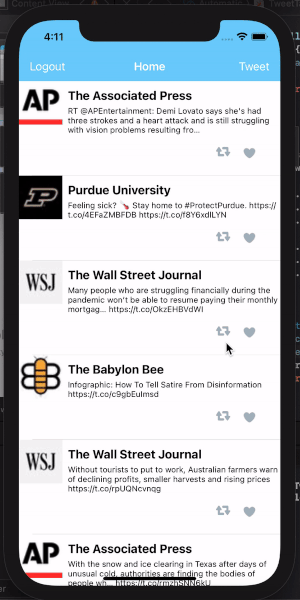 4:11
Logout Home Tweet
AP
The Associated Press
RT @APEntertainment: Demi Lovato says she's had
three strokes and a heart attack and is still struggling
with vision problems resulting fro...
P
Purdue University
Feeling sick? 🌡️ Stay home to #ProtectPurdue. https://
t.co/4EFaZMBFDB https://t.co/f8Y6xdlLYN
WSJ
The Wall Street Journal
Many people who are struggling financially during the
pandemic won't be able to resume paying their monthly
mortgag... https://t.co/OkzEHBVdWI
The Babylon Bee
Infographic: How To Tell Satire From Disinformation
https://t.co/c9gbEulmsd
WSJ
The Wall Street Journal
Without tourists to put to work, Australian farmers warn
of declining profits, smaller harvests and rising prices
https://t.co/rpUQNcvnqg
AP
The Associated Press
With the snow and ice clearing in Texas after days of
unusual cold, authorities are finding the bodies of
people wh... https://t.co/rmzhSNN6kU